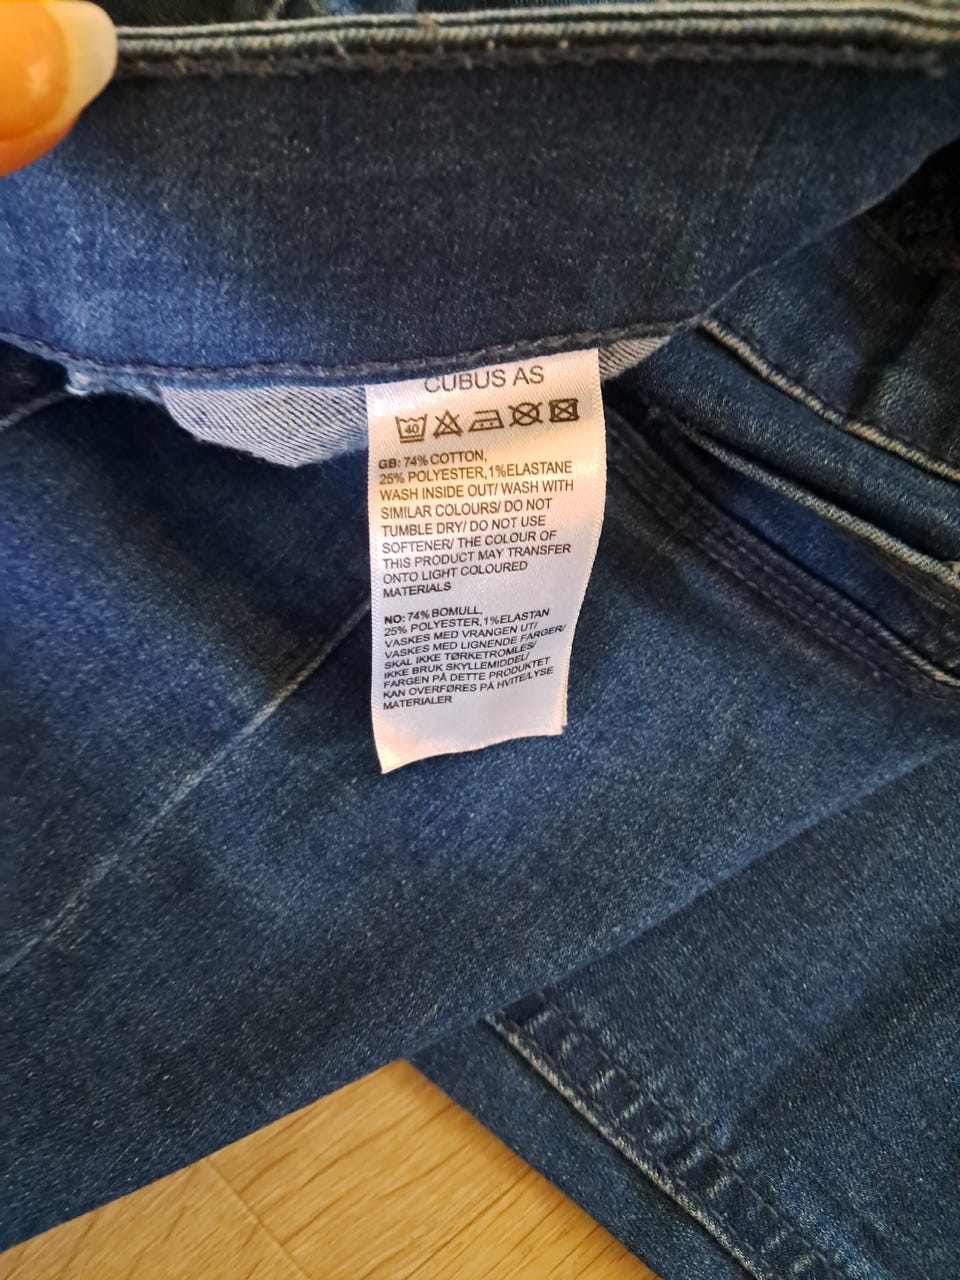 CUBUS AS
40
GB: 74% COTTON,
25% POLYESTER,1%ELASTANE
WASH INSIDE OUT/ WASH WITH
SIMILAR COLOURS/ DO NOT
TUMBLE DRY/ DO NOT USE
SOFTENER/ THE COLOUR OF
THIS PRODUCT MAY TRANSFER
ONTO LIGHT COLOURED
MATERIALS
NO: 74%BOMULL,
25% POLYESTER,1%ELASTAN
VASKES MED VRANGEN UT/
VASKES MED LIGNENDE FARGER/
SKAL IKKE TØRKETROMLES/
IKKE BRUK SKYLLEMIDDEL/
FARGEN PÅ DETTE PRODUKTET
KAN OVERFØRES PÅ HVITE/LYSE
MATERIALER